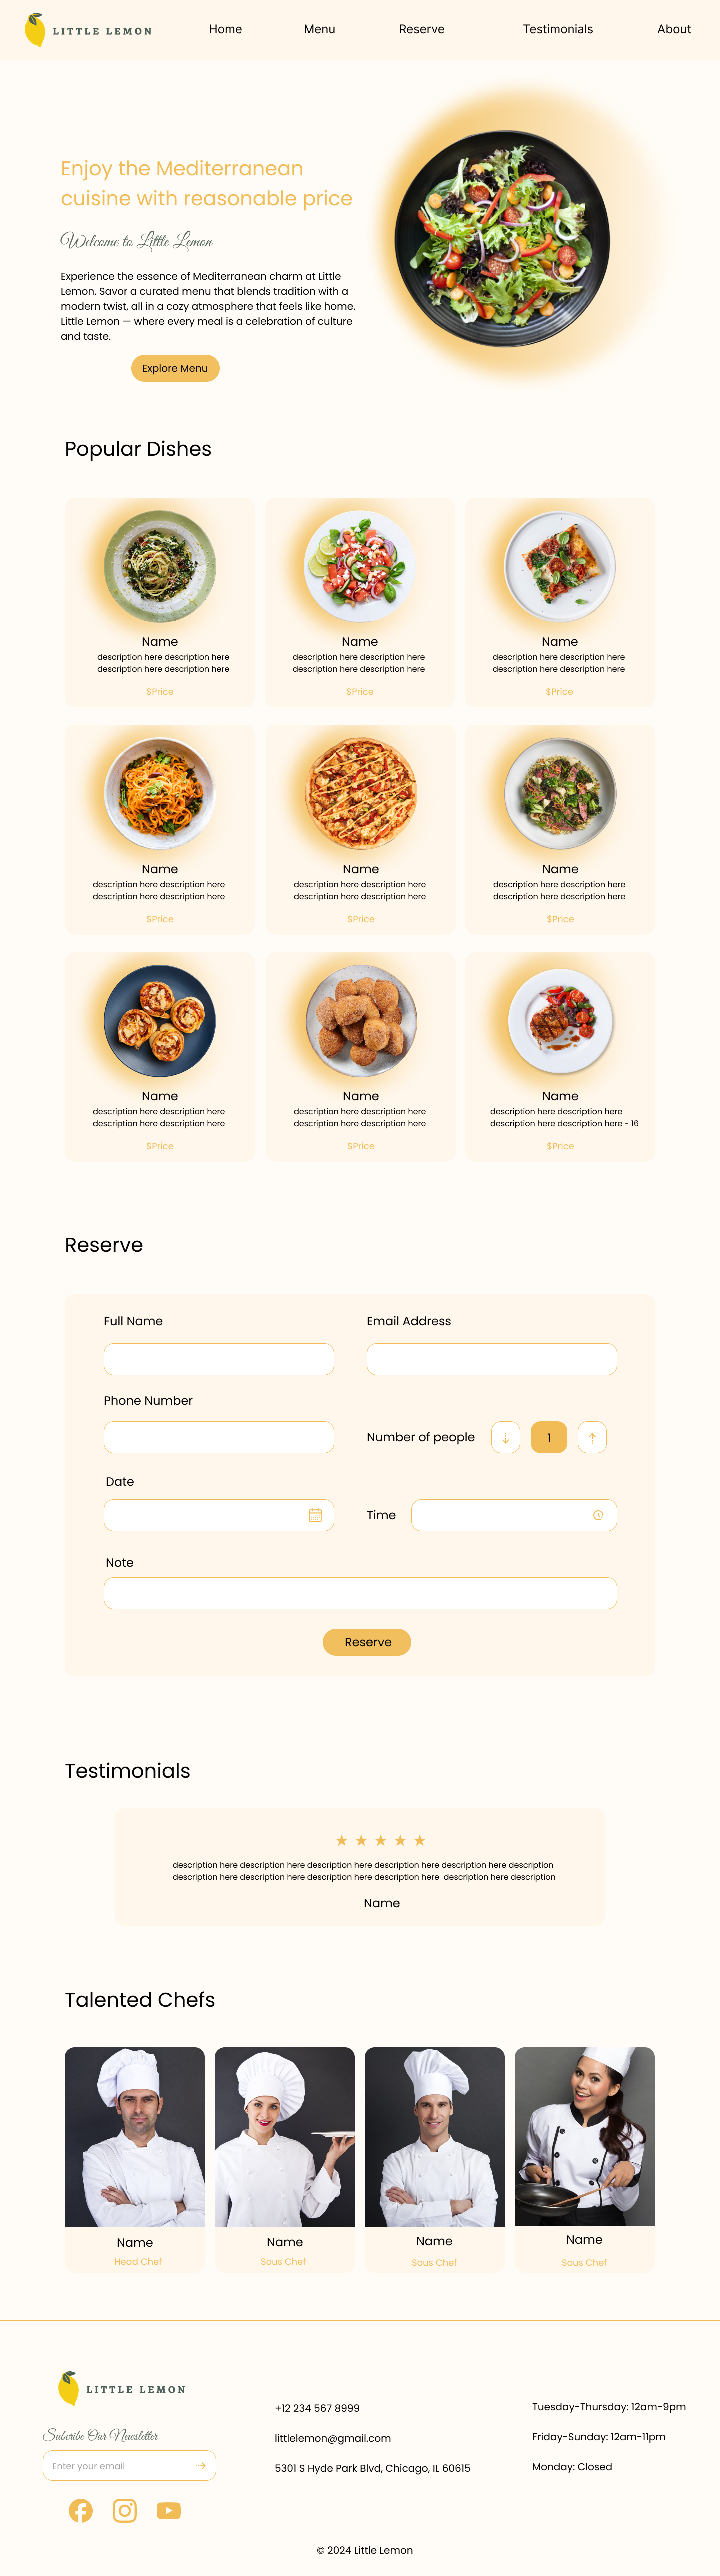 LITTLE LEMON
Home
Menu
Reserve
Testimonials
About
Enjoy the Mediterranean
cuisine with reasonable price
Welcome to Little Lemon
Experience the essence of Mediterranean charm at Little
Lemon. Savor a curated menu that blends tradition with a
modern twist, all in a cozy atmosphere that feels like home.
Little Lemon — where every meal is a celebration of culture
and taste.
Explore Menu
Popular Dishes
Name
description here description here
description here description here
$Price
Name
description here description here
description here description here
$Price
Name
description here description here
description here description here
$Price
Name
description here description here
description here description here
$Price
Name
description here description here
description here description here
$Price
Name
description here description here
description here description here
$Price
Name
description here description here
description here description here
$Price
Name
description here description here
description here description here
$Price
Name
description here description here
description here description here - 16
$Price
Reserve
Full Name
Email Address
Phone Number
Number of people
1
Date
Time
Note
Reserve
Testimonials
description here description here description here description here description here description
description here description here description here description here  description here description
Name
Talented Chefs
Name
Head Chef
Name
Sous Chef
Name
Sous Chef
Name
Sous Chef
LITTLE LEMON
Subcribe Our Newsletter
Enter your email
+12 234 567 8999
littlelemon@gmail.com
5301 S Hyde Park Blvd, Chicago, IL 60615
Tuesday-Thursday: 12am-9pm
Friday-Sunday: 12am-11pm
Monday: Closed
© 2024 Little Lemon